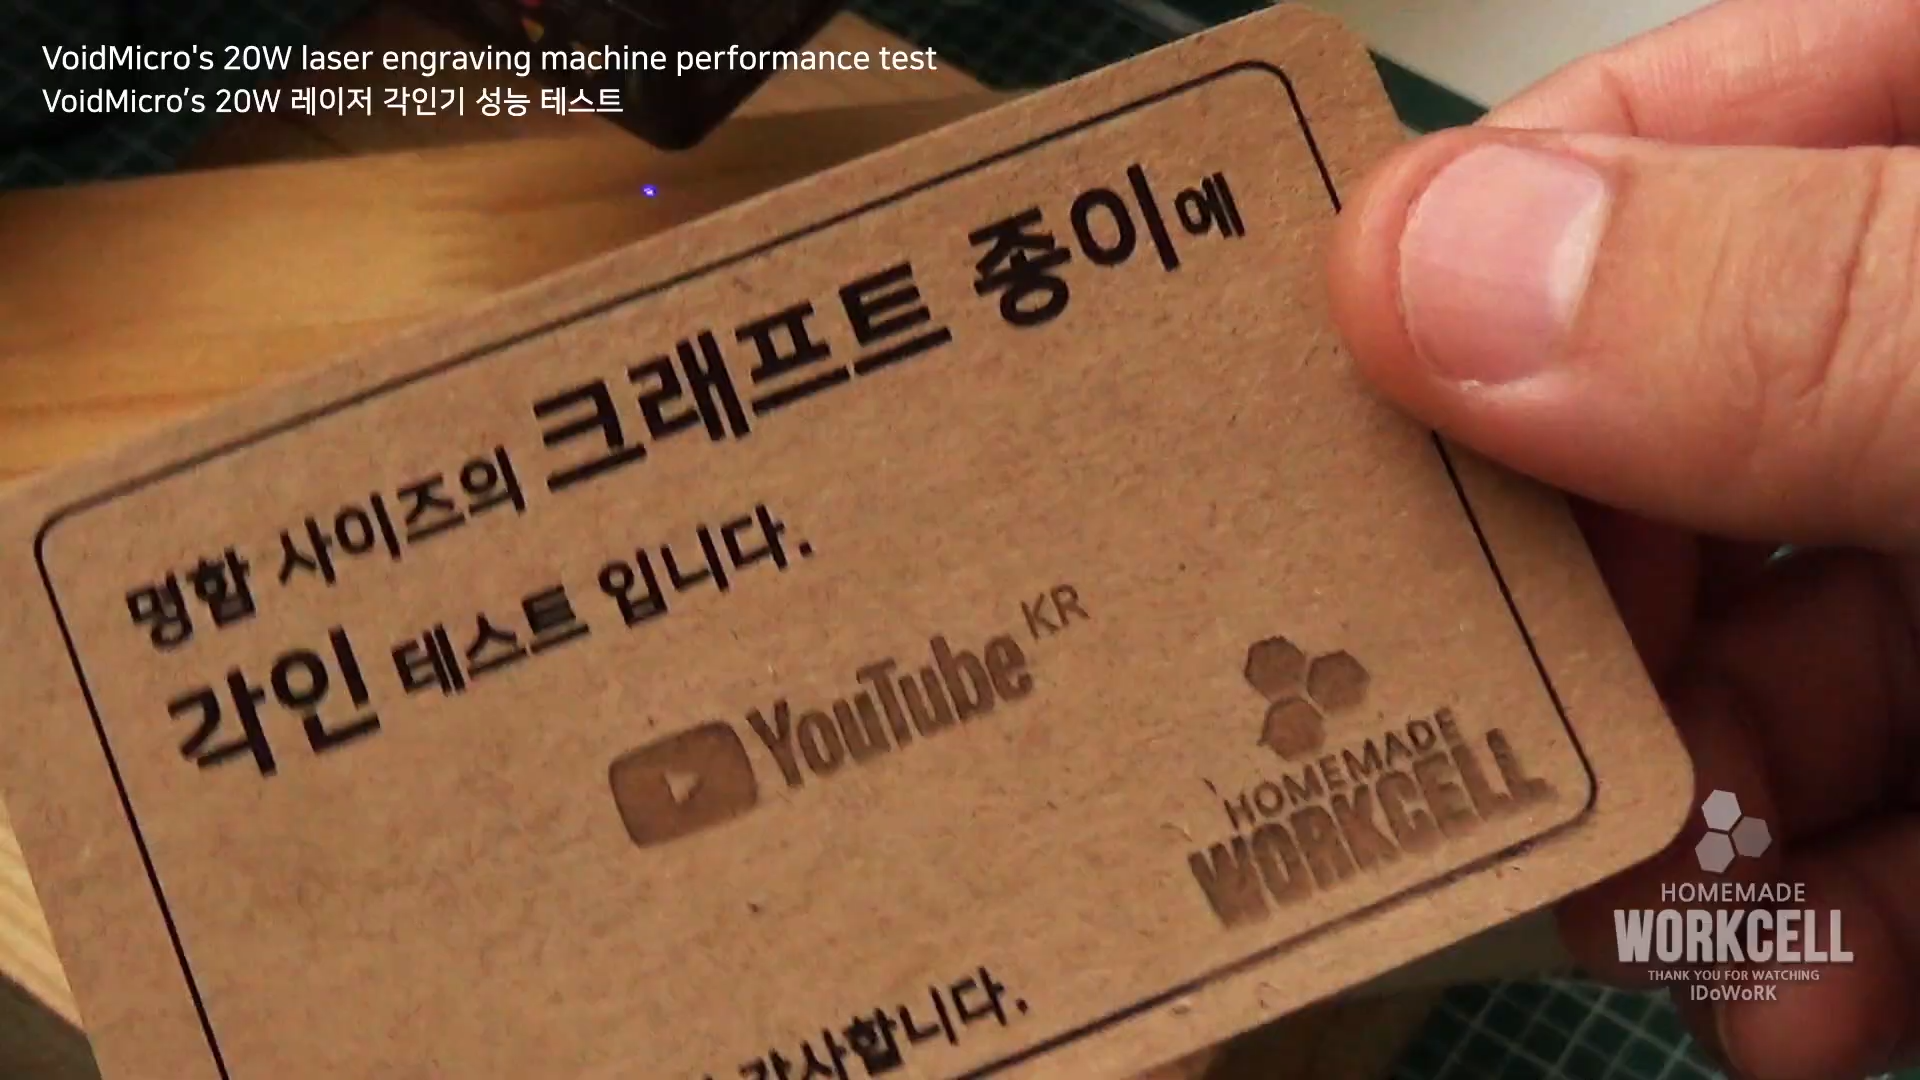 VoidMicro's 20W laser engraving machine performance test
VoidMicro's 20W 레이저 각인기 성능 테스트
명함 사이즈의 크래프트 종이에
각인 테스트 입니다.
YouTube KR
HOMEMADE
WORKCELL
감사합니다.
HOMEMADE
WORKCELL
THANK YOU FOR WATCHING
IDoWoRK